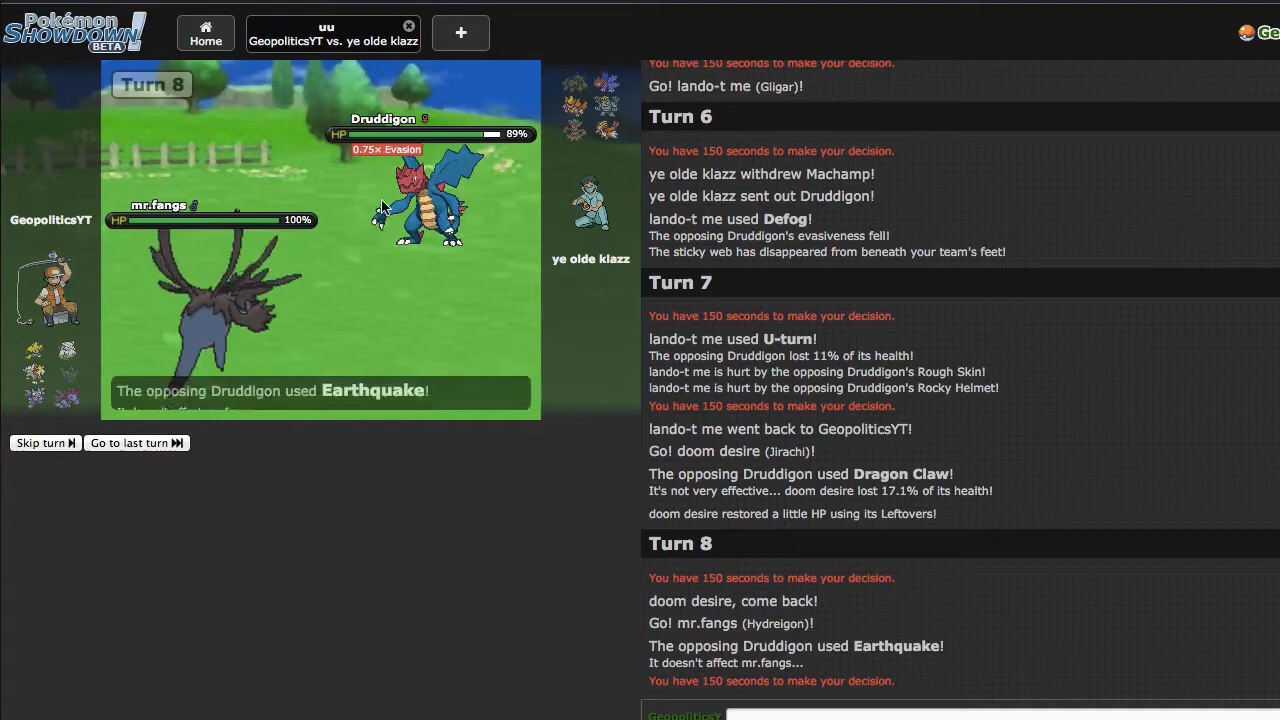 Pokémon
Showdown!
BETA
Home
uu
GeopoliticsYT vs. ye olde klazz
+
Ge
Turn 8
Druddigon
HP 89%
0.75× Evasion
mr.fangs
HP 100%
GeopoliticsYT
ye olde klazz
The opposing Druddigon used Earthquake!
Skip turn
Go to last turn
You have 150 seconds to make your decision.
Go! lando-t me (Gligar)!
Turn 6
You have 150 seconds to make your decision.
ye olde klazz withdrew Machamp!
ye olde klazz sent out Druddigon!
lando-t me used Defog!
The opposing Druddigon's evasiveness fell!
The sticky web has disappeared from beneath your team's feet!
Turn 7
You have 150 seconds to make your decision.
lando-t me used U-turn!
The opposing Druddigon lost 11% of its health!
lando-t me is hurt by the opposing Druddigon's Rough Skin!
lando-t me is hurt by the opposing Druddigon's Rocky Helmet!
You have 150 seconds to make your decision.
lando-t me went back to GeopoliticsYT!
Go! doom desire (Jirachi)!
The opposing Druddigon used Dragon Claw!
It's not very effective... doom desire lost 17.1% of its health!
doom desire restored a little HP using its Leftovers!
Turn 8
You have 150 seconds to make your decision.
doom desire, come back!
Go! mr.fangs (Hydreigon)!
The opposing Druddigon used Earthquake!
It doesn't affect mr.fangs...
You have 150 seconds to make your decision.
GeopoliticsY